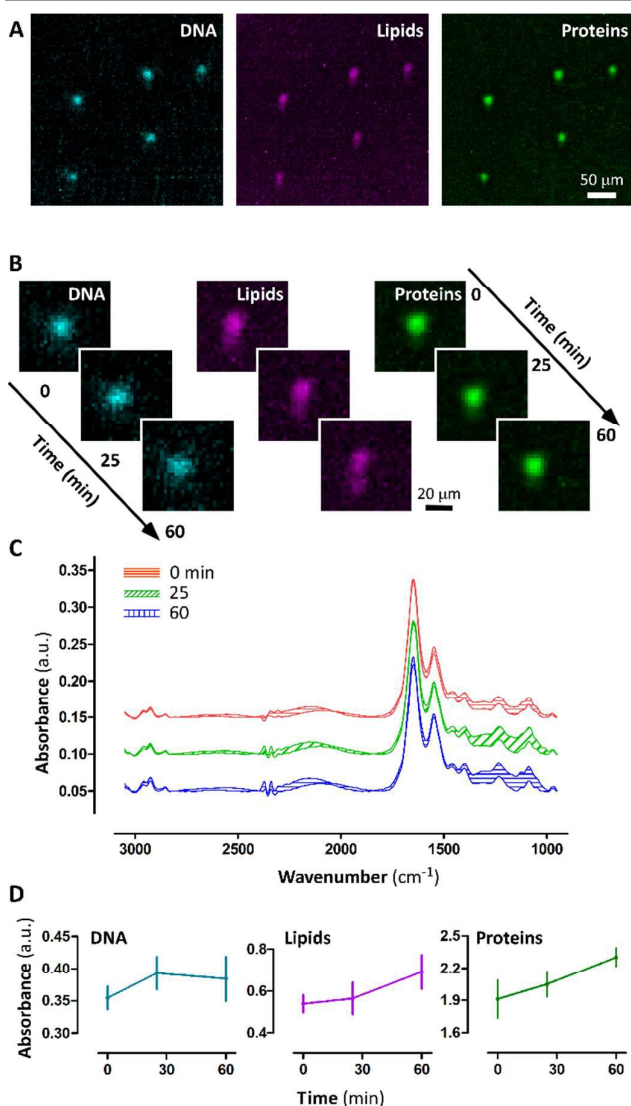 A
DNA
Lipids
Proteins
50 μm
B
DNA
Lipids
Proteins
0
25
60
Time (min)
0
25
60
Time (min)
20 μm
C
0 min
25
60
0.35
0.30
0.25
0.20
0.15
0.10
0.05
Absorbance (a.u.)
3000 2500 2000 1500 1000
Wavenumber (cm⁻¹)
D
DNA
0.45
0.40
0.35
0.30
Absorbance (a.u.)
0 30 60
Lipids
0.8
0.6
0.4
0 30 60
Proteins
2.5
2.2
1.9
1.6
0 30 60
Time (min)